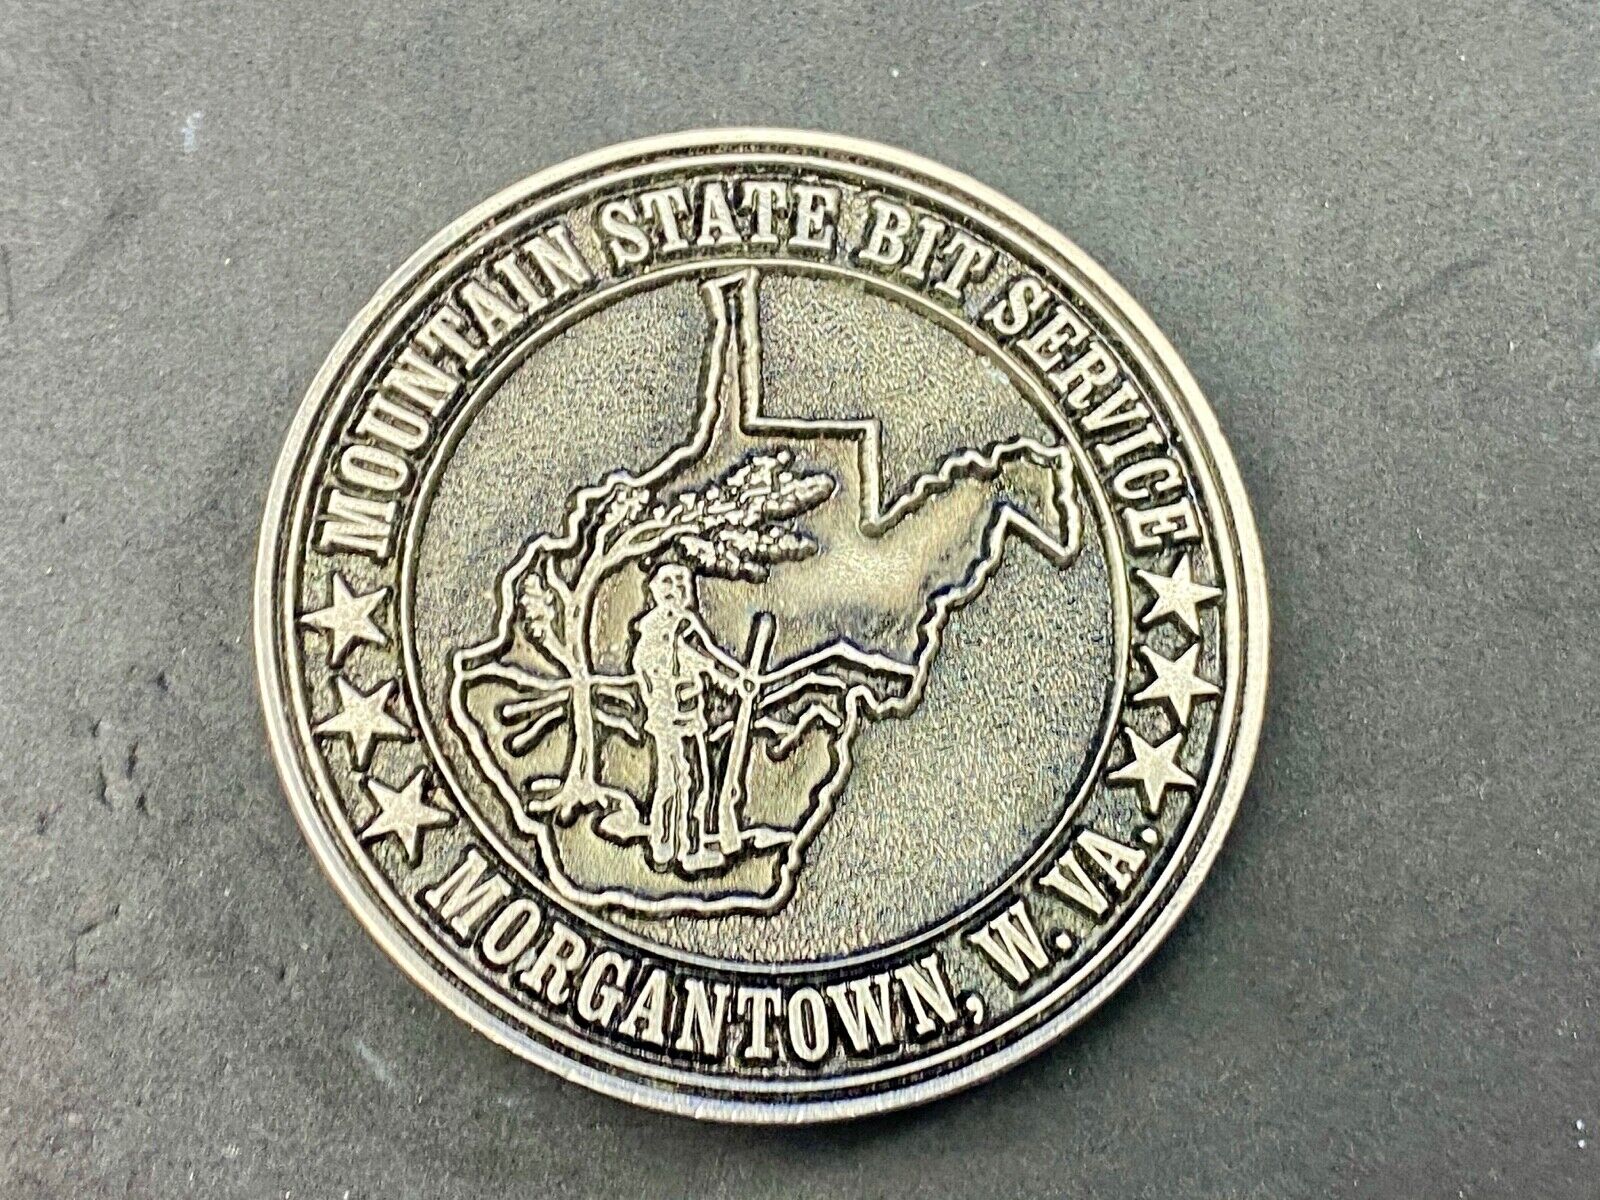 MOUNTAIN STATE BIT SERVICE
MORGANTOWN, W.VA.